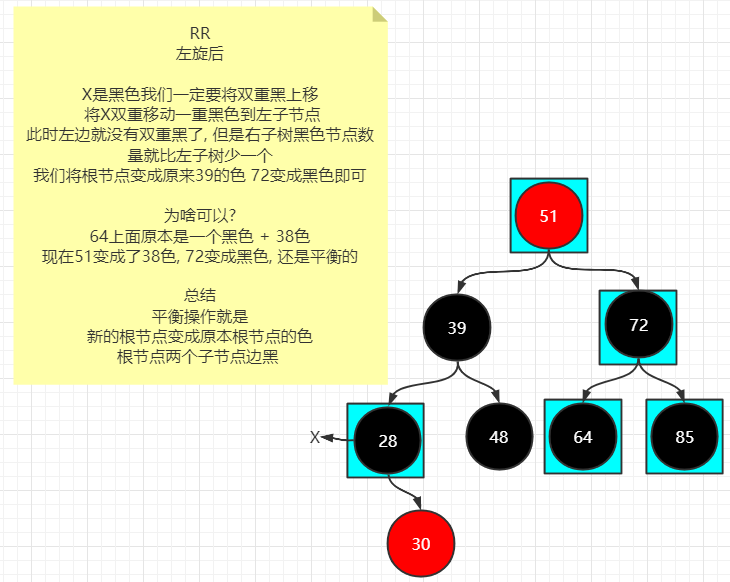 RR
左旋后
X是黑色我们一定要将双重黑上移
将X双重移动一重黑色到左子节点
此时左边就没有双重黑了, 但是右子树黑色节点数
量就比左子树少一个
我们将根节点变成原来39的色 72变成黑色即可
为啥可以?
64上面原本是一个黑色 + 38色
现在51变成了38色, 72变成黑色, 还是平衡的
总结
平衡操作就是
新的根节点变成原本根节点的色
根节点两个子节点边黑
51
39
72
X
28
48
64
85
30